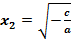 x₂ = √(−c/a)